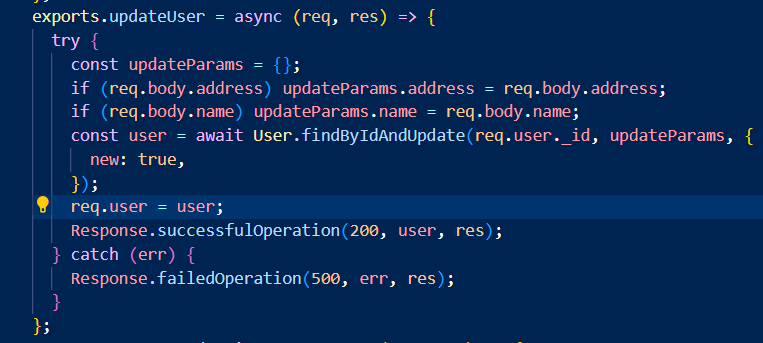 exports.updateUser = async (req, res) => {
  try {
    const updateParams = {};
    if (req.body.address) updateParams.address = req.body.address;
    if (req.body.name) updateParams.name = req.body.name;
    const user = await User.findByIdAndUpdate(req.user._id, updateParams, {
      new: true,
    });
    req.user = user;
    Response.successfulOperation(200, user, res);
  } catch (err) {
    Response.failedOperation(500, err, res);
  }
};